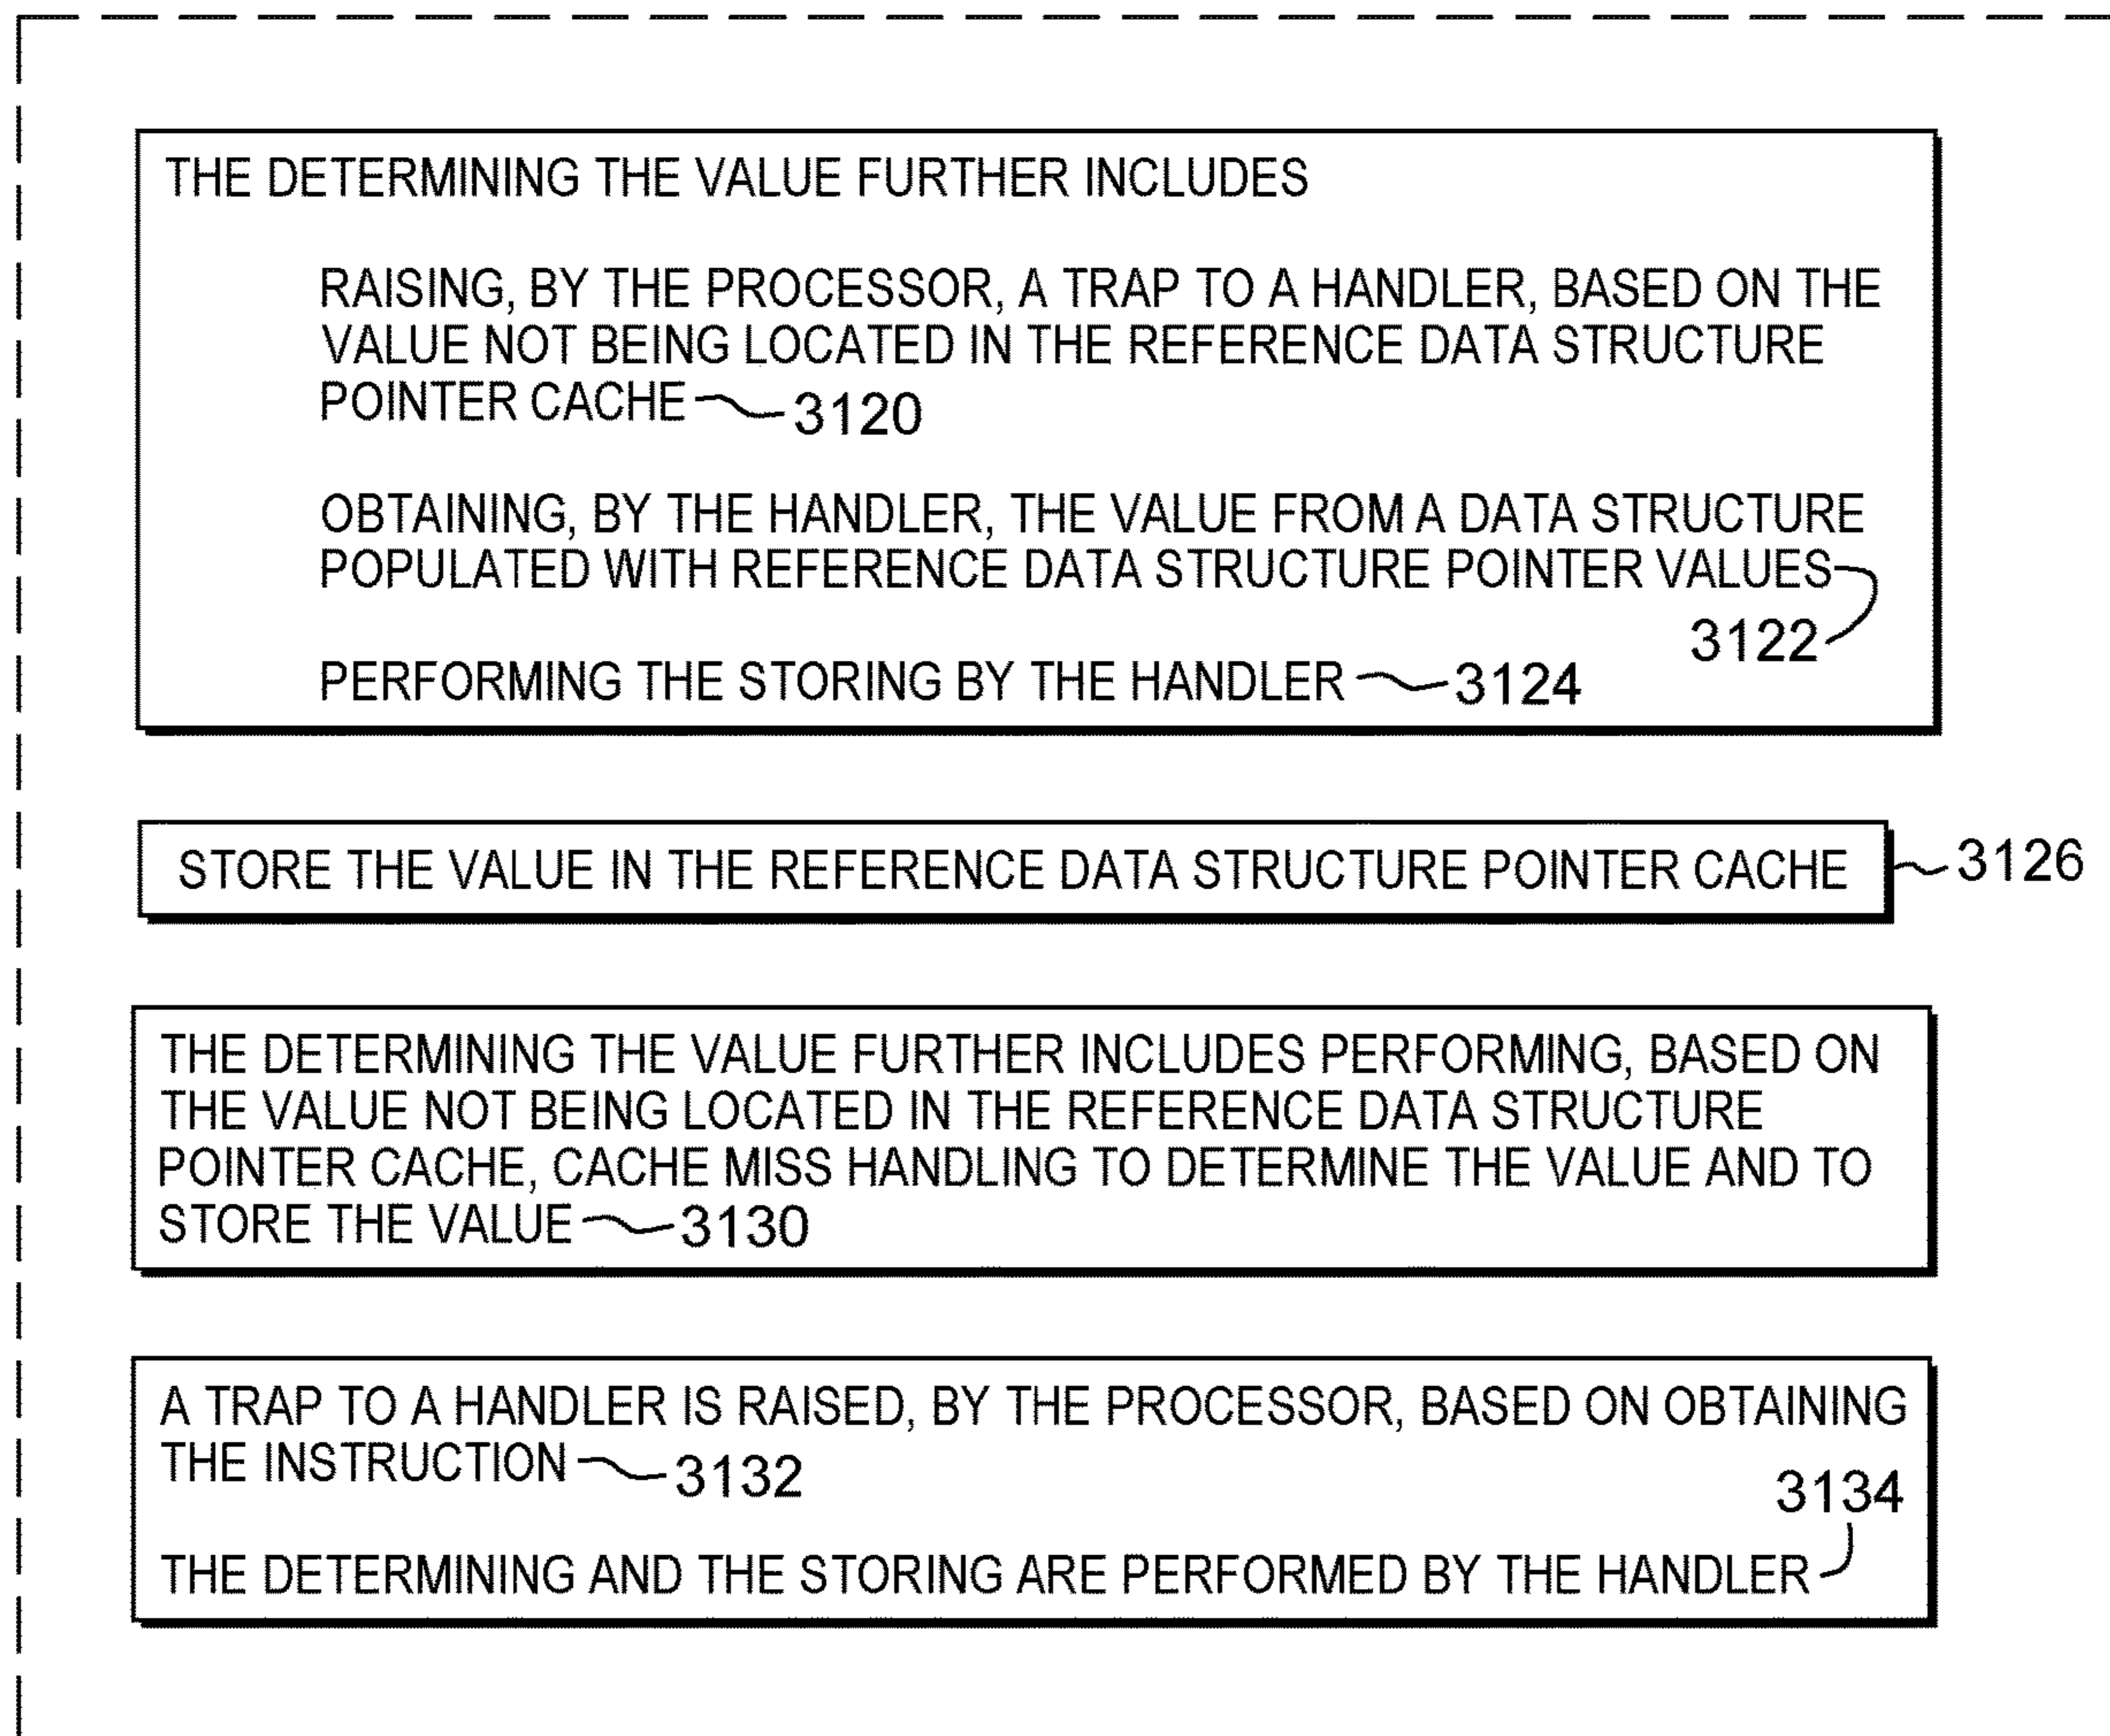 THE DETERMINING THE VALUE FURTHER INCLUDES
RAISING, BY THE PROCESSOR, A TRAP TO A HANDLER, BASED ON THE
VALUE NOT BEING LOCATED IN THE REFERENCE DATA STRUCTURE
POINTER CACHE 3120
OBTAINING, BY THE HANDLER, THE VALUE FROM A DATA STRUCTURE
POPULATED WITH REFERENCE DATA STRUCTURE POINTER VALUES
3122
PERFORMING THE STORING BY THE HANDLER 3124
STORE THE VALUE IN THE REFERENCE DATA STRUCTURE POINTER CACHE 3126
THE DETERMINING THE VALUE FURTHER INCLUDES PERFORMING, BASED ON
THE VALUE NOT BEING LOCATED IN THE REFERENCE DATA STRUCTURE
POINTER CACHE, CACHE MISS HANDLING TO DETERMINE THE VALUE AND TO
STORE THE VALUE 3130
A TRAP TO A HANDLER IS RAISED, BY THE PROCESSOR, BASED ON OBTAINING
THE INSTRUCTION 3132
3134
THE DETERMINING AND THE STORING ARE PERFORMED BY THE HANDLER